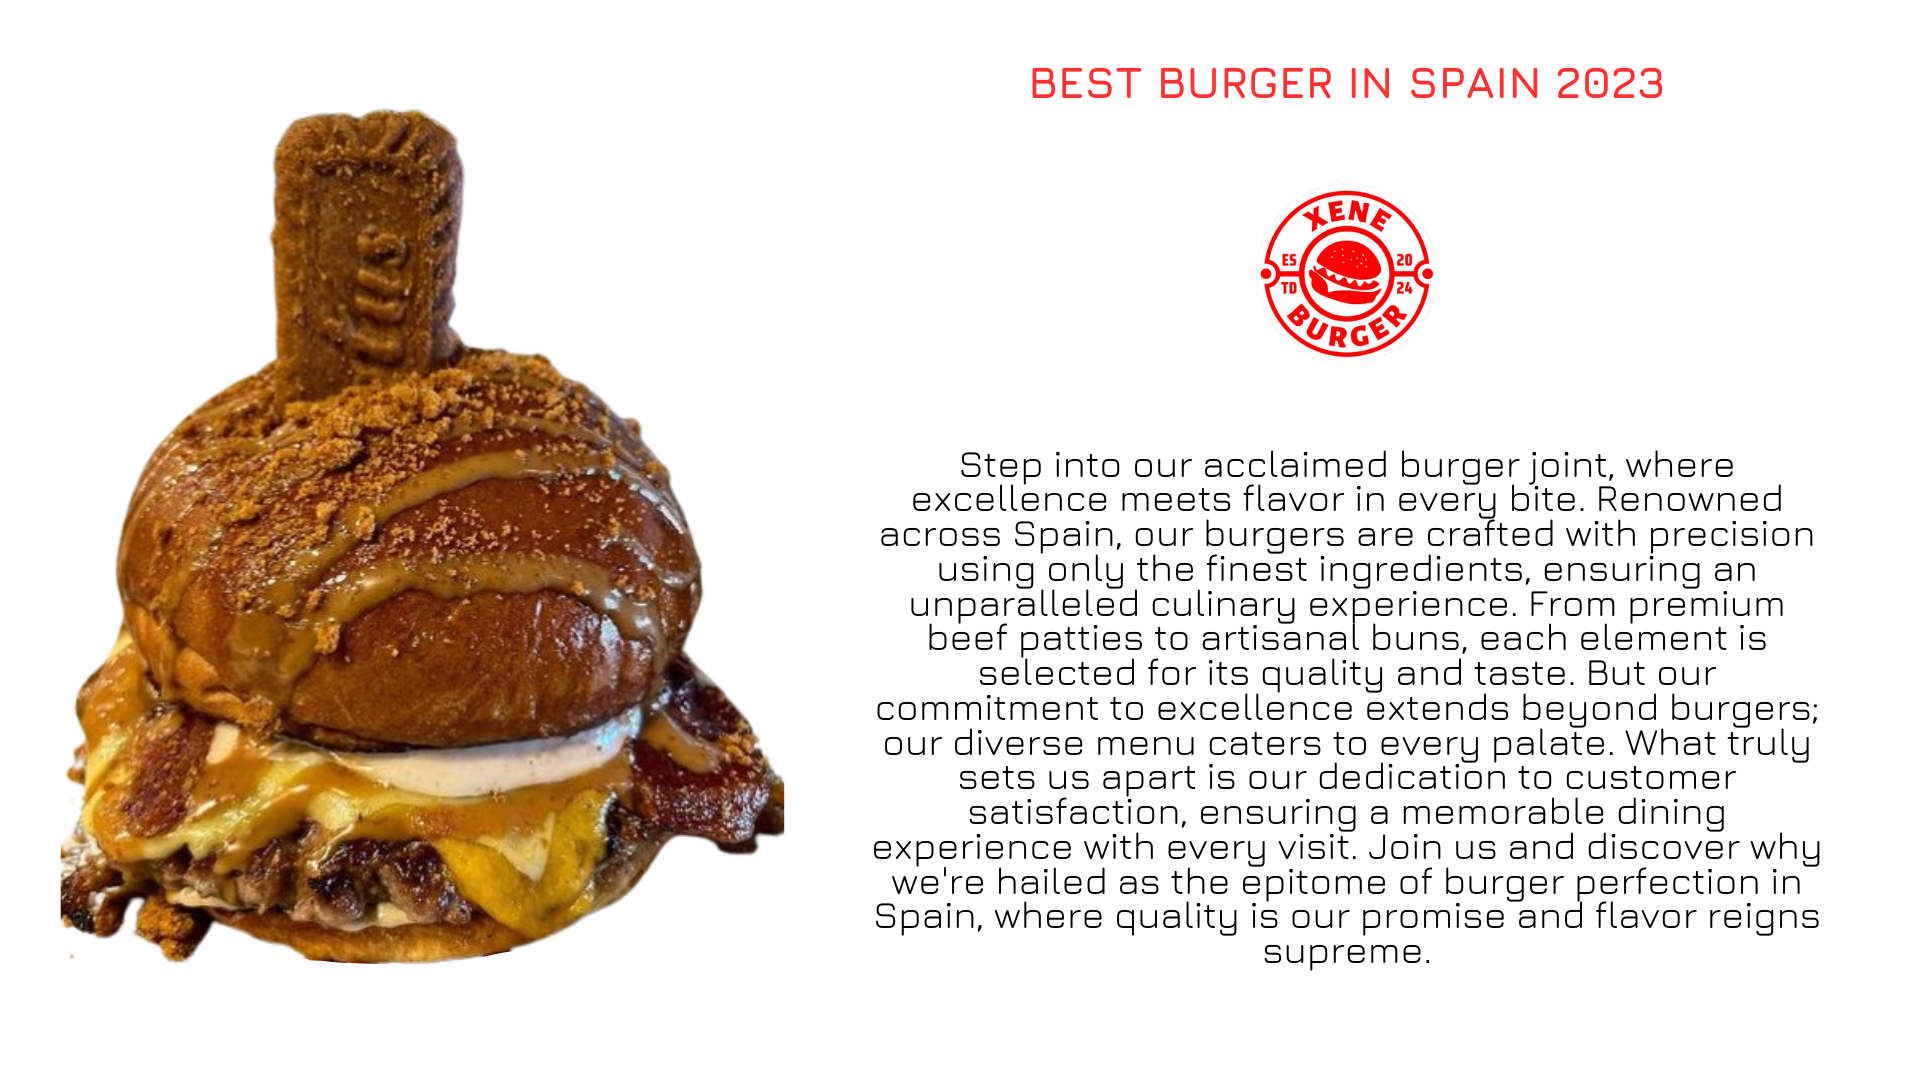 BEST BURGER IN SPAIN 2023
XENE
ES 20
TD 24
BURGER
Step into our acclaimed burger joint, where
excellence meets flavor in every bite. Renowned
across Spain, our burgers are crafted with precision
using only the finest ingredients, ensuring an
unparalleled culinary experience. From premium
beef patties to artisanal buns, each element is
selected for its quality and taste. But our
commitment to excellence extends beyond burgers;
our diverse menu caters to every palate. What truly
sets us apart is our dedication to customer
satisfaction, ensuring a memorable dining
experience with every visit. Join us and discover why
we're hailed as the epitome of burger perfection in
Spain, where quality is our promise and flavor reigns
supreme.